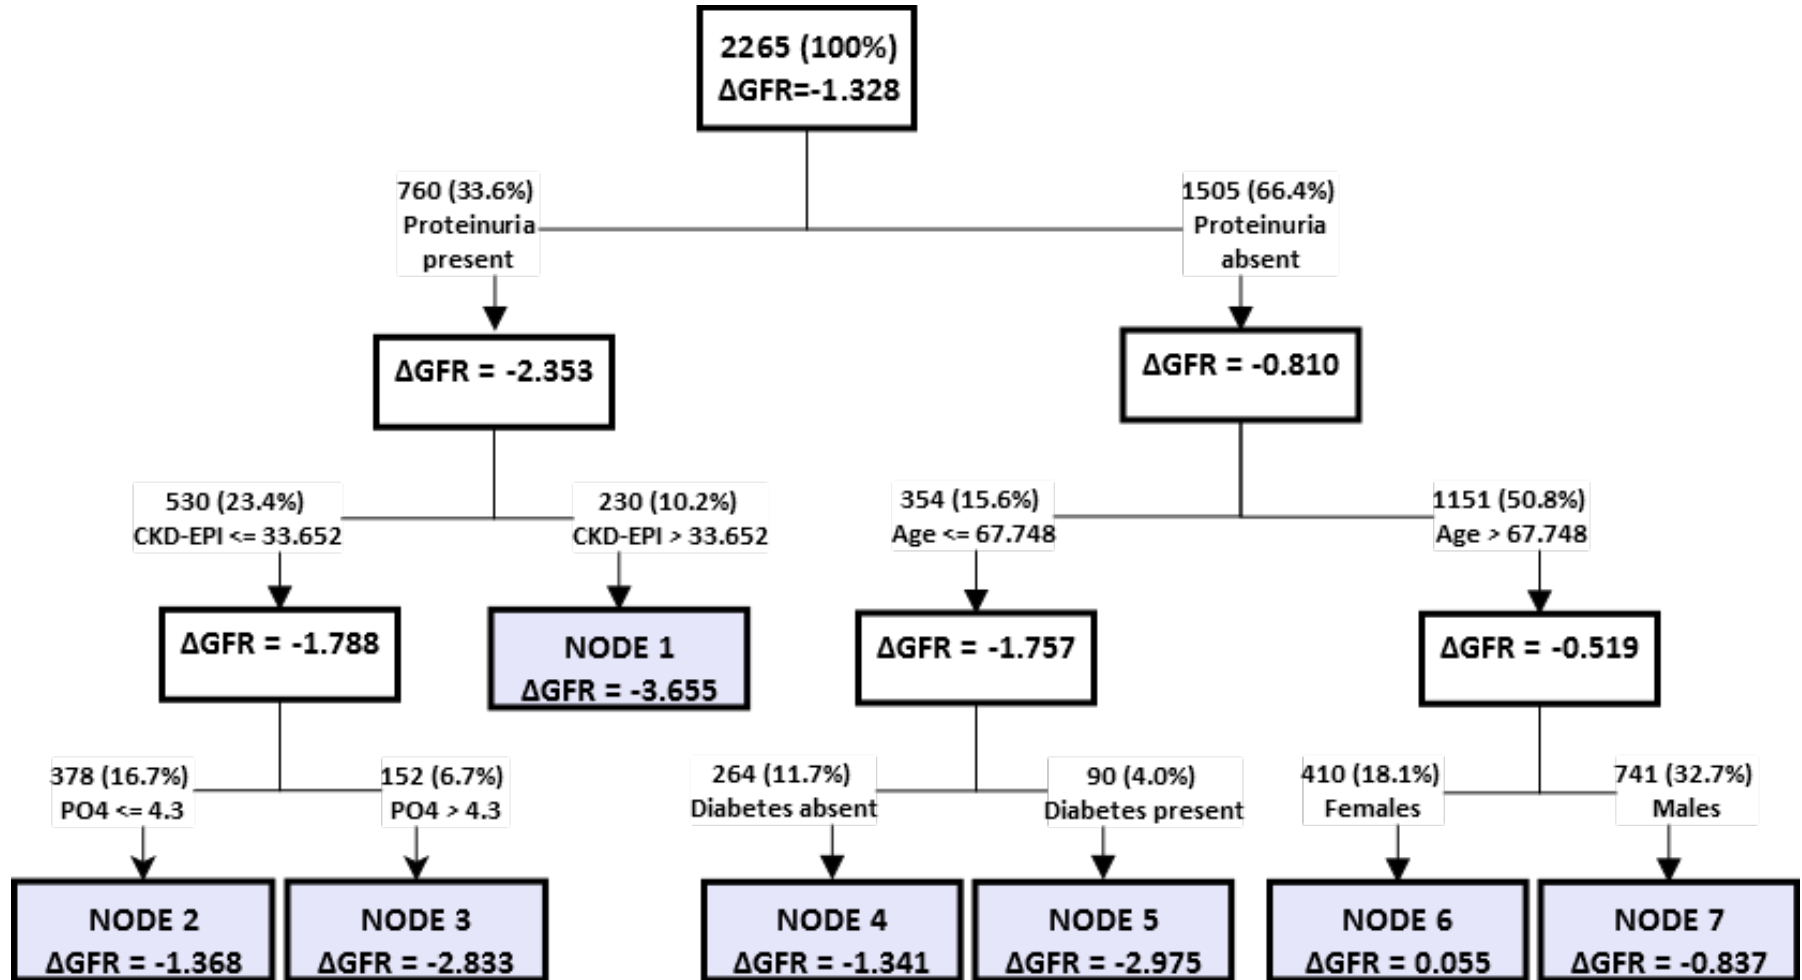 2265 (100%)
ΔGFR=-1.328
760 (33.6%)
Proteinuria
present
1505 (66.4%)
Proteinuria
absent
ΔGFR = -2.353
ΔGFR = -0.810
530 (23.4%)
CKD-EPI <= 33.652
230 (10.2%)
CKD-EPI > 33.652
354 (15.6%)
Age <= 67.748
1151 (50.8%)
Age > 67.748
ΔGFR = -1.788
NODE 1
ΔGFR = -3.655
ΔGFR = -1.757
ΔGFR = -0.519
378 (16.7%)
PO4 <= 4.3
152 (6.7%)
PO4 > 4.3
264 (11.7%)
Diabetes absent
90 (4.0%)
Diabetes present
410 (18.1%)
Females
741 (32.7%)
Males
NODE 2
ΔGFR = -1.368
NODE 3
ΔGFR = -2.833
NODE 4
ΔGFR = -1.341
NODE 5
ΔGFR = -2.975
NODE 6
ΔGFR = 0.055
NODE 7
ΔGFR = -0.837